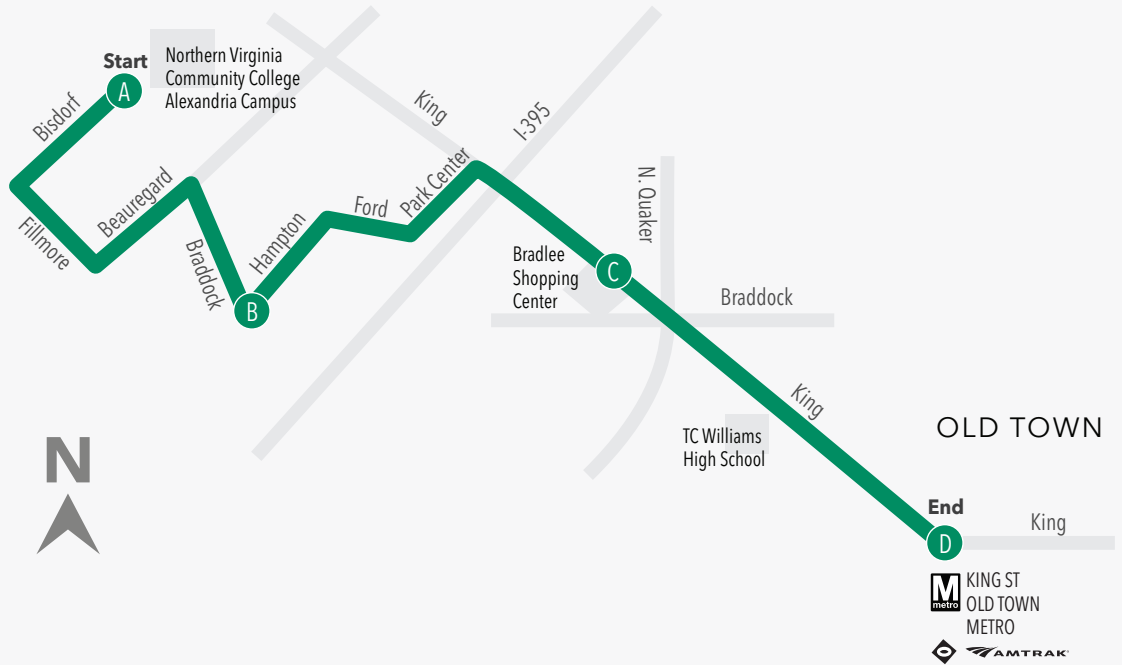 Start
A
Northern Virginia
Community College
Alexandria Campus
Bisdorf
Fillmore
Beauregard
Braddock
B
Hampton
Ford
Park Center
King
I-395
N. Quaker
Bradlee
Shopping
Center
C
Braddock
King
TC Williams
High School
OLD TOWN
N
End
D
King
M
metro
KING ST
OLD TOWN
METRO
AMTRAK